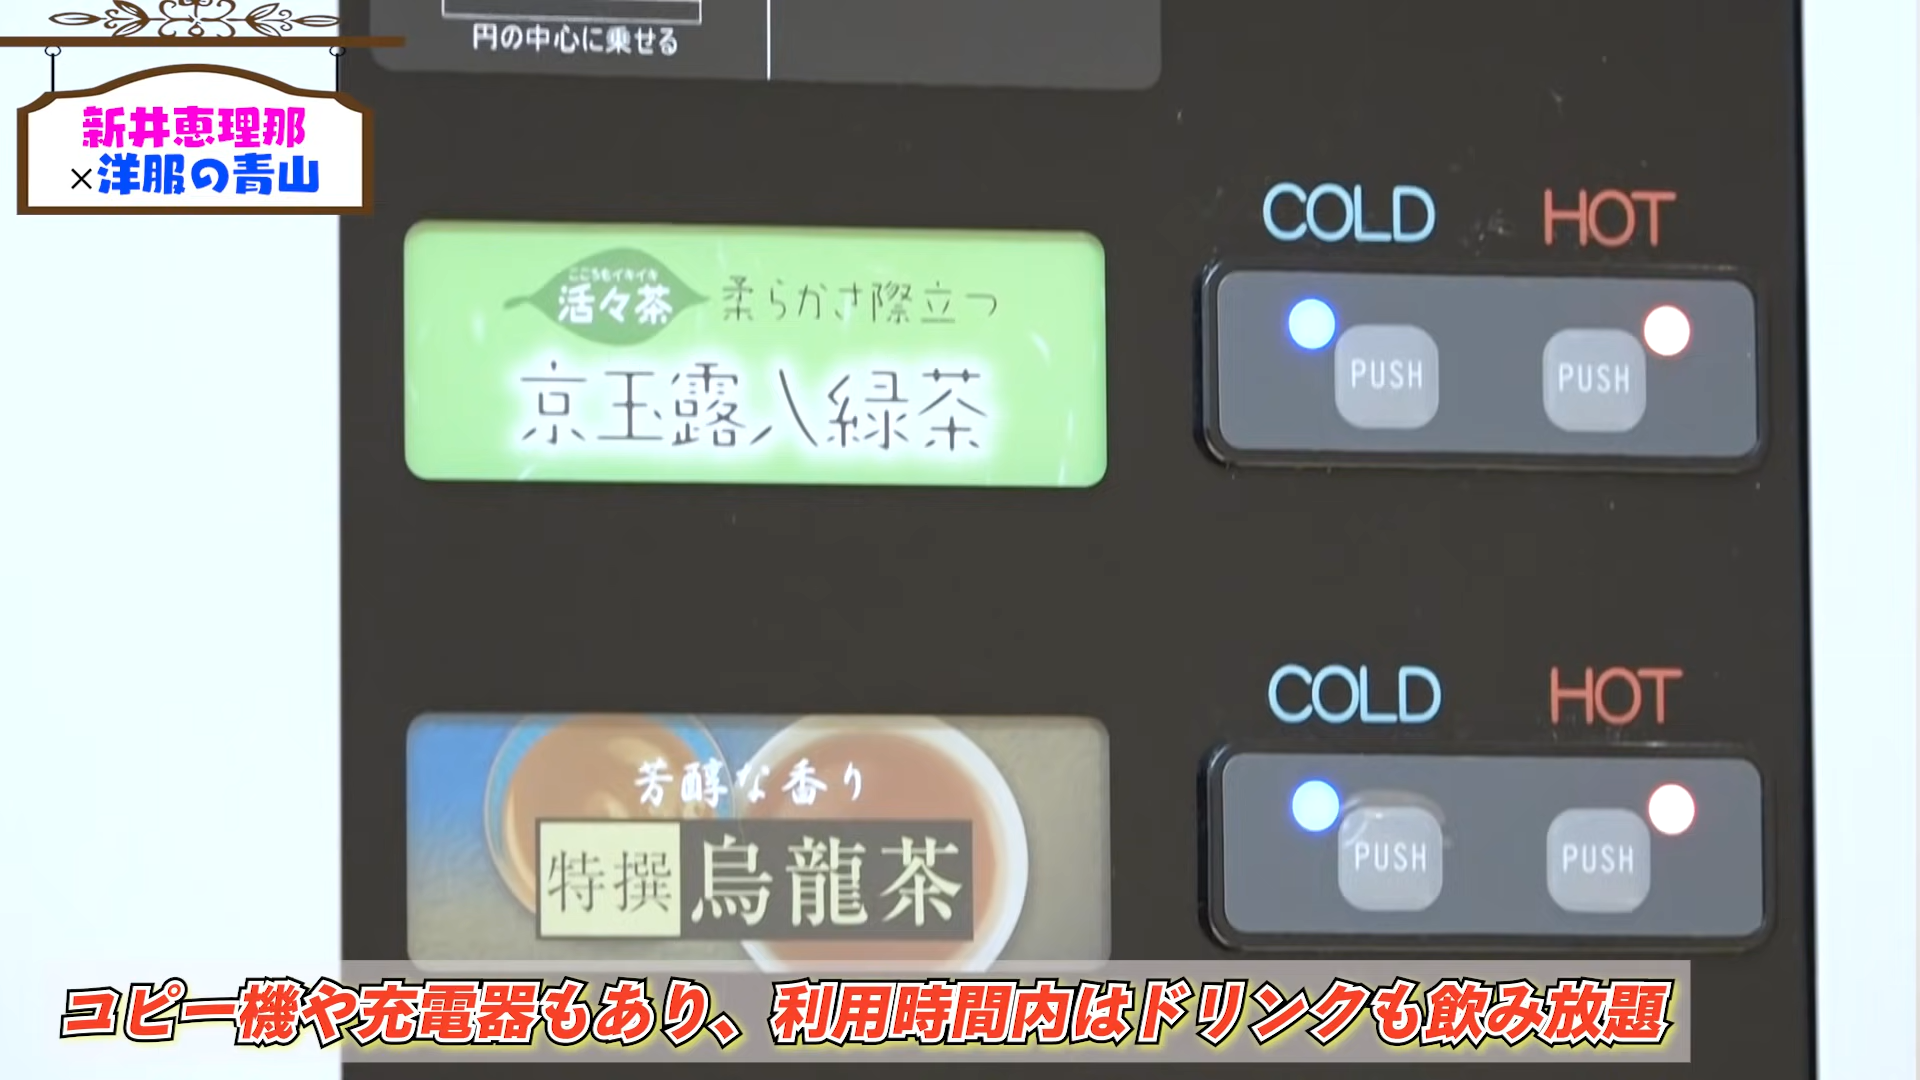 円の中心に乗せる
新井恵理那
×洋服の青山
COLD HOT
こころもイキイキ
活々茶 柔らかさ際立つ
PUSH PUSH
京玉露入緑茶
COLD HOT
芳醇な香り
PUSH PUSH
特撰 烏龍茶
コピー機や充電器もあり、利用時間内はドリンクも飲み放題